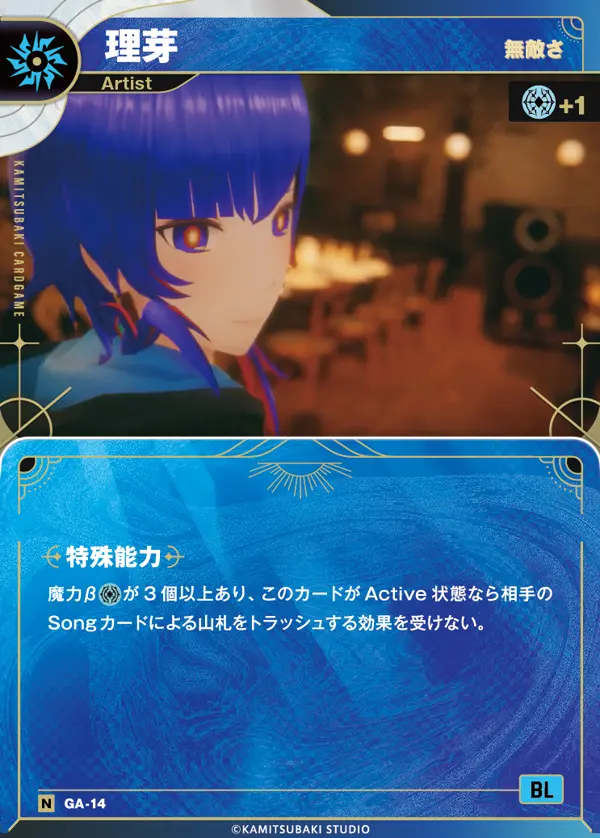 理芽
無敵さ
Artist
+1
KAMITSUBAKI CARDGAME
特殊能力
魔力βが3個以上あり、このカードがActive状態なら相手の
Songカードによる山札をトラッシュする効果を受けない。
BL
N GA-14
©KAMITSUBAKI STUDIO